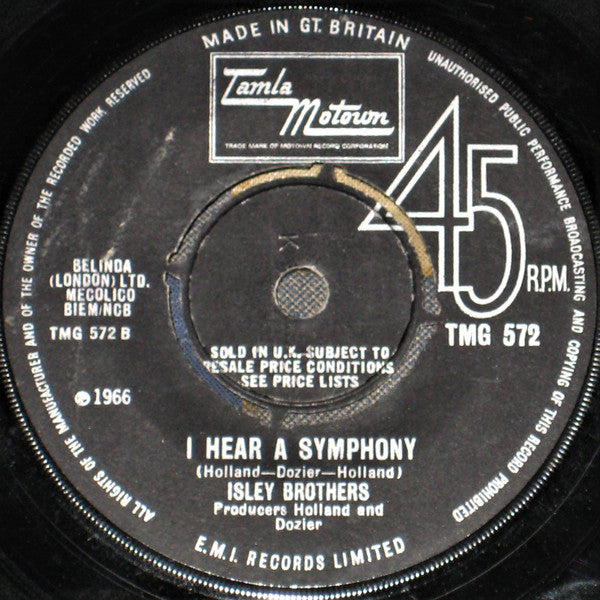 MADE IN GT. BRITAIN
Tamla
Motown
TRADE MARK OF MOTOWN RECORD CORPORATION
45
R.P.M.
TMG 572
BELINDA
(LONDON) LTD.
MECOLICO
BIEM/NCB
TMG 572 B
℗ 1966
K
SOLD IN U.K. SUBJECT TO
RESALE PRICE CONDITIONS
SEE PRICE LISTS
I HEAR A SYMPHONY
(Holland—Dozier—Holland)
ISLEY BROTHERS
Producers Holland and
Dozier
E.M.I. RECORDS LIMITED
ALL RIGHTS OF THE MANUFACTURER AND OF THE OWNER OF THE RECORDED WORK RESERVED
UNAUTHORISED PUBLIC PERFORMANCE BROADCASTING AND COPYING OF THIS RECORD PROHIBITED